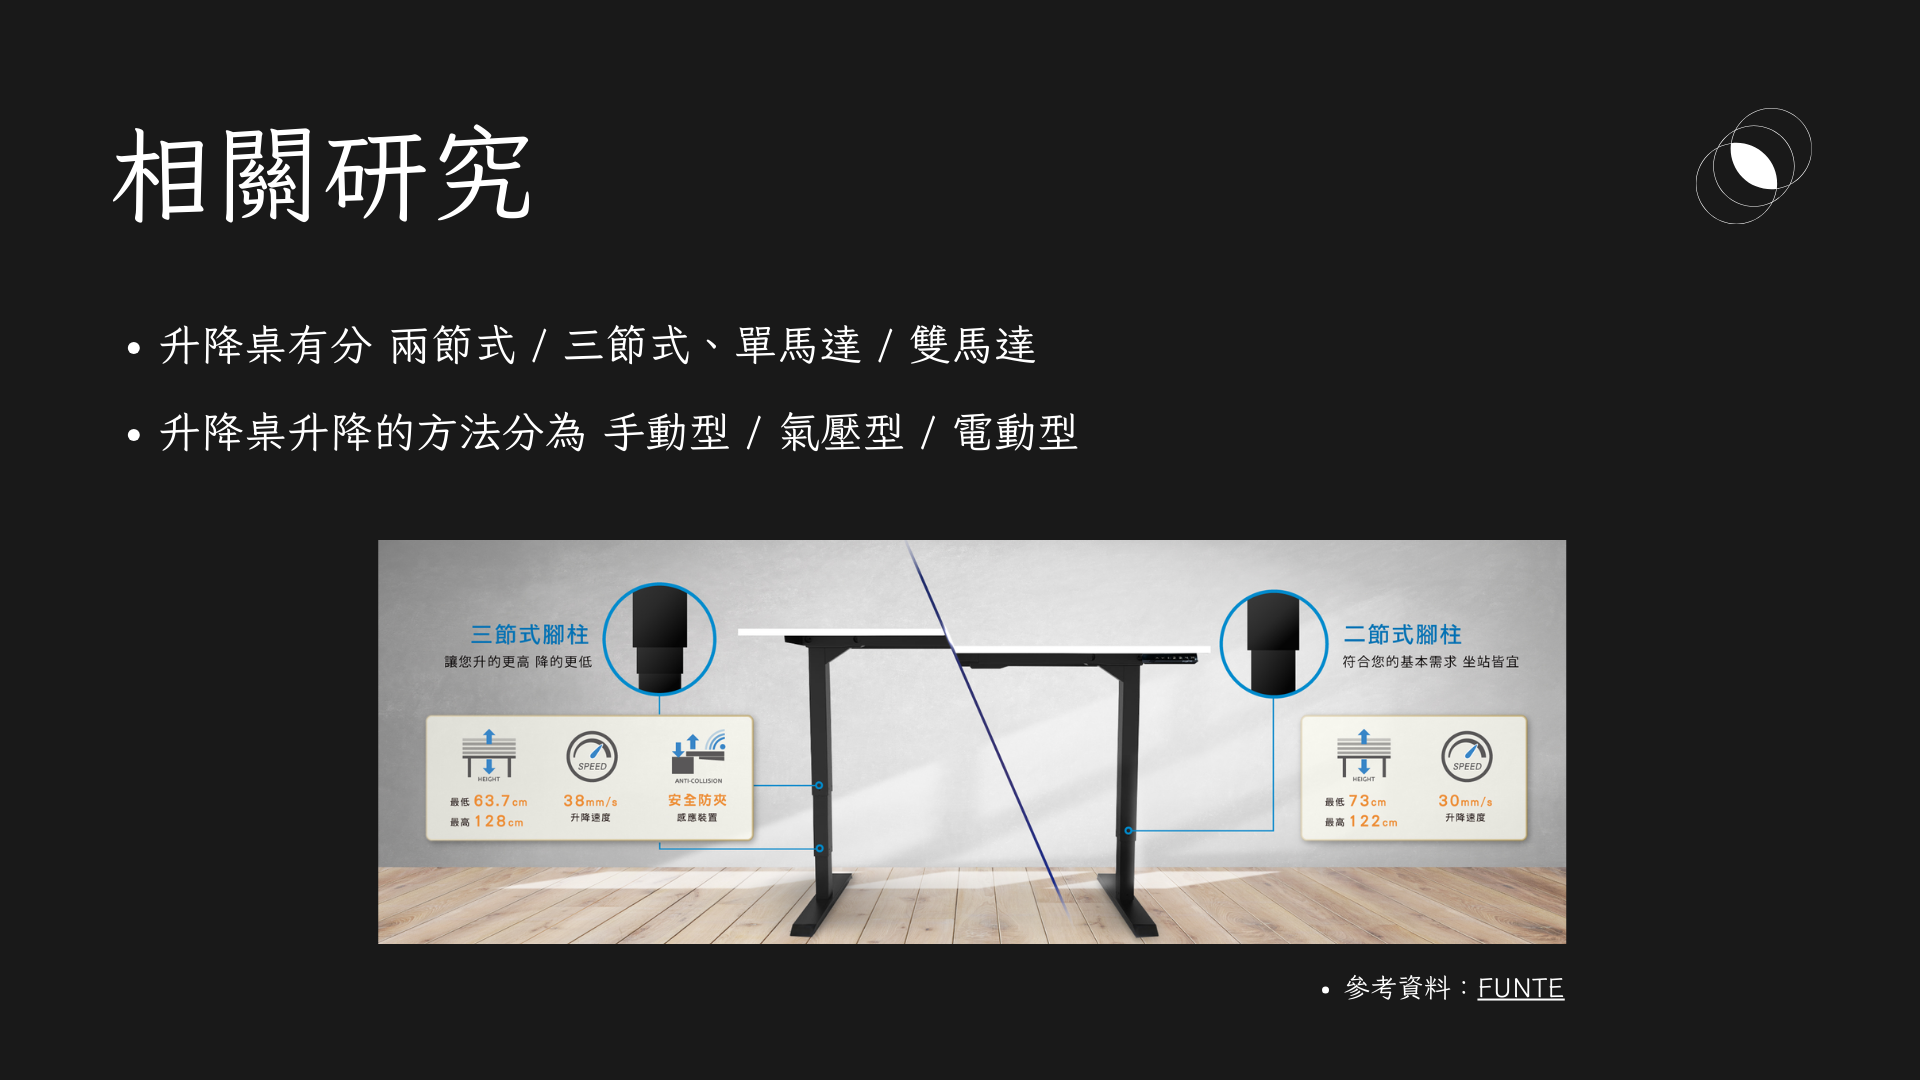 相關研究
• 升降桌有分 兩節式 / 三節式、單馬達 / 雙馬達
• 升降桌升降的方法分為 手動型 / 氣壓型 / 電動型
三節式腳柱
讓您升的更高 降的更低
HEIGHT
最低 63.7cm
最高 128cm
SPEED
38mm/s
升降速度
ANTI-COLLISION
安全防夾
感應裝置
二節式腳柱
符合您的基本需求 坐站皆宜
HEIGHT
最低 73cm
最高 122cm
SPEED
30mm/s
升降速度
• 參考資料：FUNTE